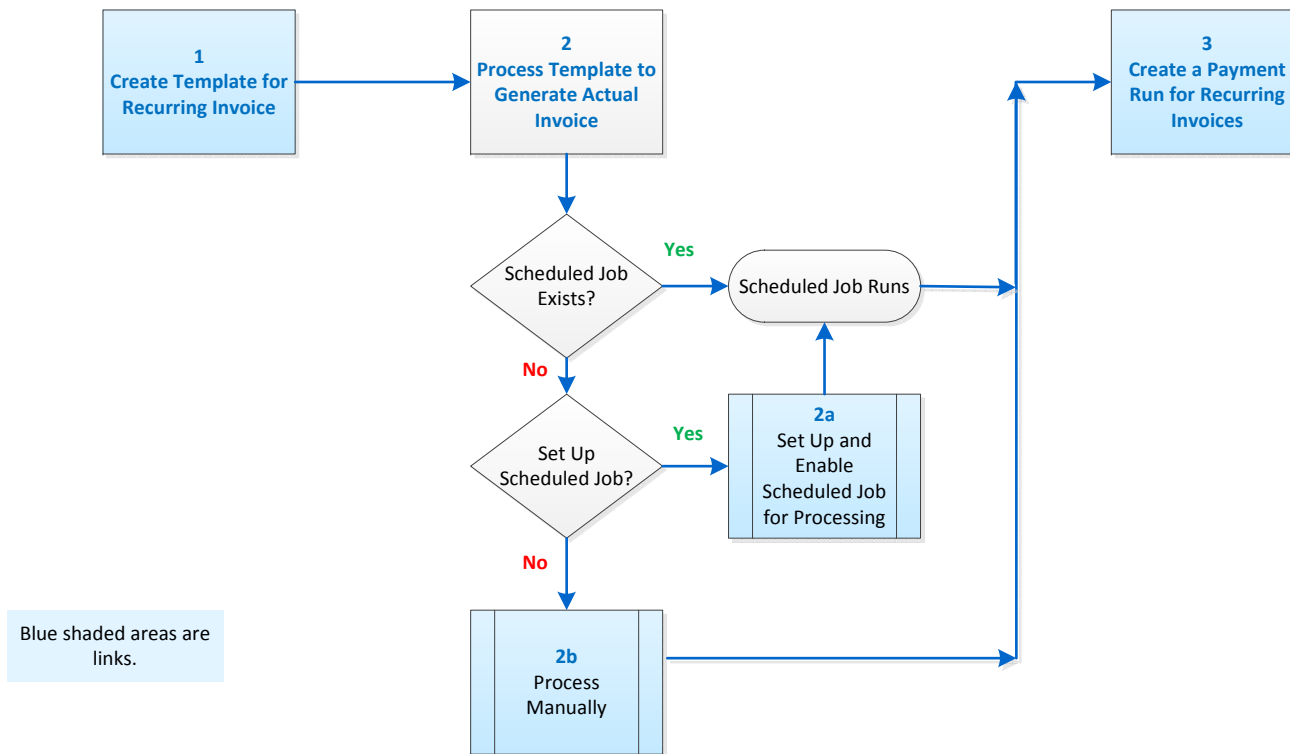 1
Create Template for
Recurring Invoice
2
Process Template to
Generate Actual
Invoice
3
Create a Payment
Run for Recurring
Invoices
Scheduled Job
Exists?
Yes
Scheduled Job Runs
No
Set Up
Scheduled Job?
Yes
2a
Set Up and
Enable
Scheduled Job
for Processing
No
2b
Process
Manually
Blue shaded areas are
links.